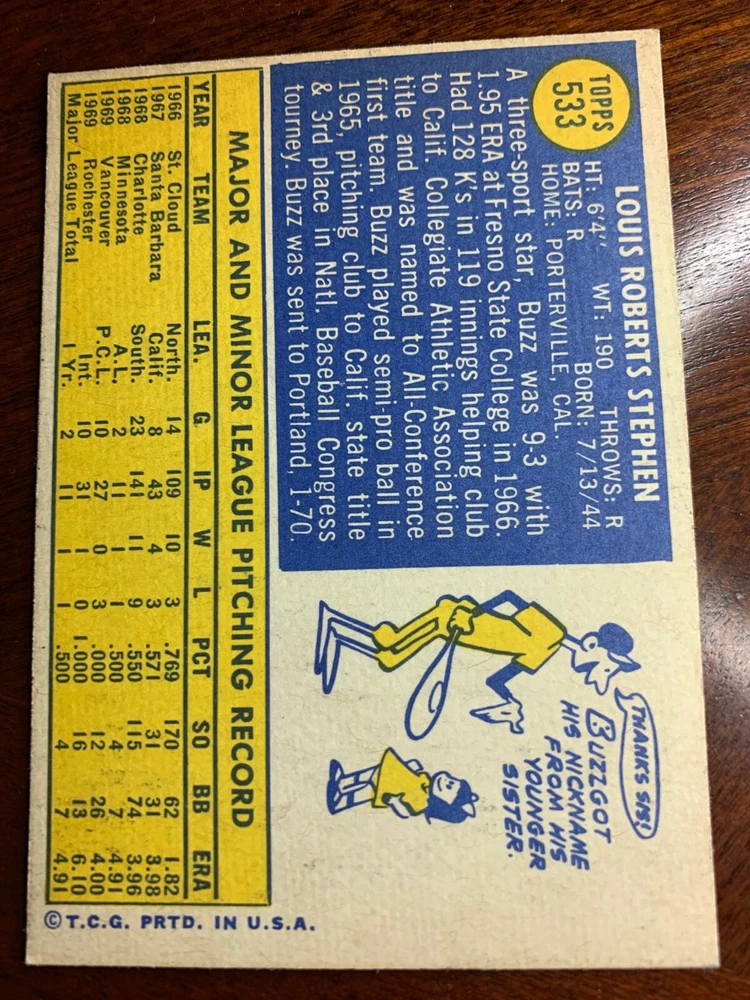 TOPPS
533
LOUIS ROBERTS STEPHEN
HT: 6'4" WT: 190 THROWS: R
BATS: R BORN: 7/13/44
HOME: PORTERVILLE, CAL.
A three-sport star, Buzz was 9-3 with
1.95 ERA at Fresno State College in 1966.
Had 128 K's in 119 innings helping club
to Calif. Collegiate Athletic Association
title and was named to All-Conference
first team. Buzz played semi-pro ball in
1965, pitching club to Calif. state title
& 3rd place in Natl. Baseball Congress
tourney. Buzz was sent to Portland, 1-70.
THANKS SIS!
BUZZ GOT
HIS NICKNAME
FROM HIS
YOUNGER
SISTER.
MAJOR AND MINOR LEAGUE PITCHING RECORD
YEAR TEAM LEA. G IP W L PCT SO BB ERA
1966 St. Cloud North. 14 109 10 3 .769 170 62 1.82
1967 Santa Barbara Calif. 8 43 4 3 .571 31 31 3.98
1968 Charlotte South. 23 141 11 9 .550 115 74 3.96
1968 Minnesota A.L. 2 11 1 1 .500 4 7 4.91
1969 Vancouver P.C.L. 10 27 0 3 .000 12 26 4.00
1969 Rochester Int. 10 31 1 0 1.000 16 13 6.10
Major League Total 1 Yr. 2 11 1 1 .500 4 7 4.91
© T.C.G. PRTD. IN U.S.A.